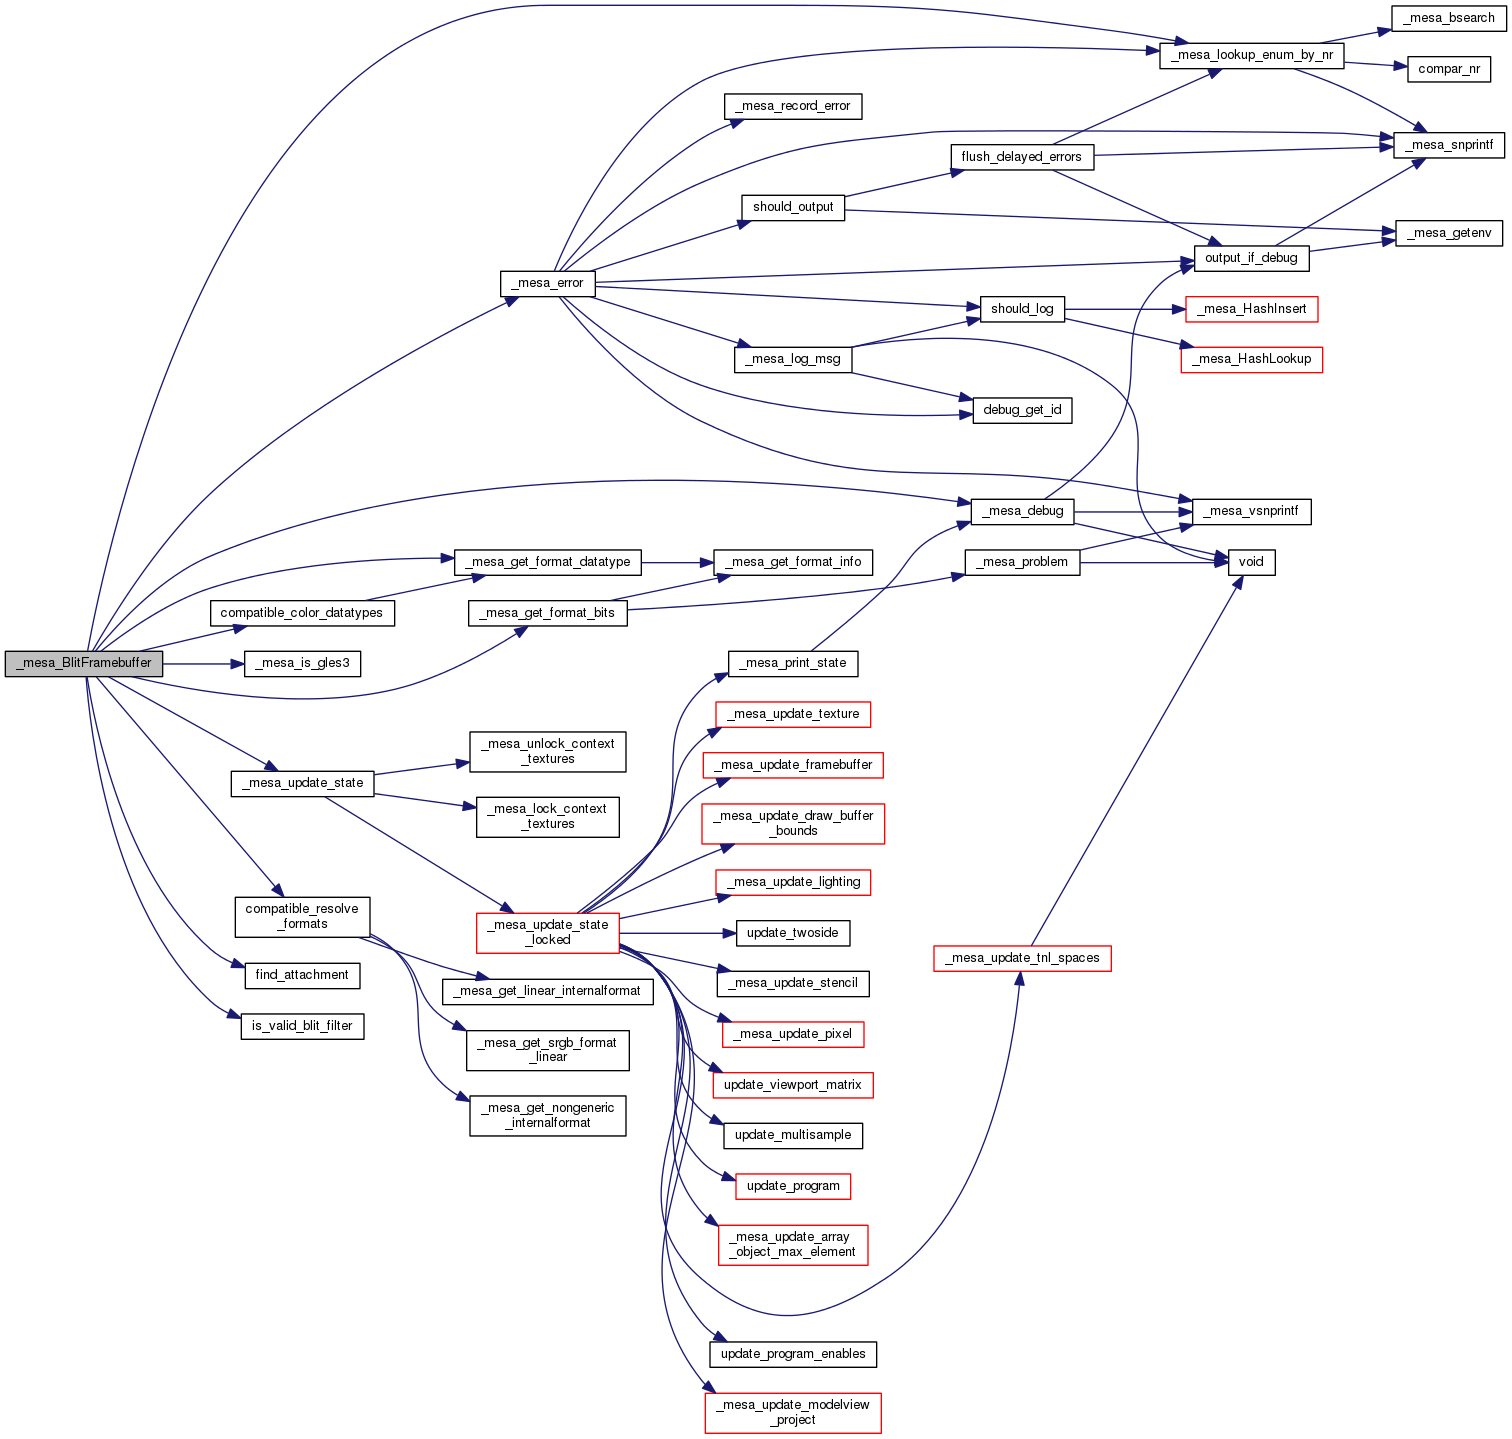 _mesa_bsearch
_mesa_lookup_enum_by_nr
compar_nr
_mesa_record_error
_mesa_snprintf
flush_delayed_errors
should_output
_mesa_getenv
output_if_debug
_mesa_error
should_log
_mesa_HashInsert
_mesa_log_msg
_mesa_HashLookup
debug_get_id
_mesa_debug
_mesa_vsnprintf
_mesa_get_format_datatype
_mesa_get_format_info
_mesa_problem
void
compatible_color_datatypes
_mesa_get_format_bits
_mesa_BlitFramebuffer
_mesa_is_gles3
_mesa_print_state
_mesa_update_texture
_mesa_unlock_context
_textures
_mesa_update_framebuffer
_mesa_update_state
_mesa_lock_context
_textures
_mesa_update_draw_buffer
_bounds
_mesa_update_lighting
compatible_resolve
_formats
_mesa_update_state
_locked
update_twoside
_mesa_update_tnl_spaces
find_attachment
_mesa_get_linear_internalformat
_mesa_update_stencil
is_valid_blit_filter
_mesa_get_srgb_format
_linear
_mesa_update_pixel
update_viewport_matrix
_mesa_get_nongeneric
_internalformat
update_multisample
update_program
_mesa_update_array
_object_max_element
update_program_enables
_mesa_update_modelview
_project